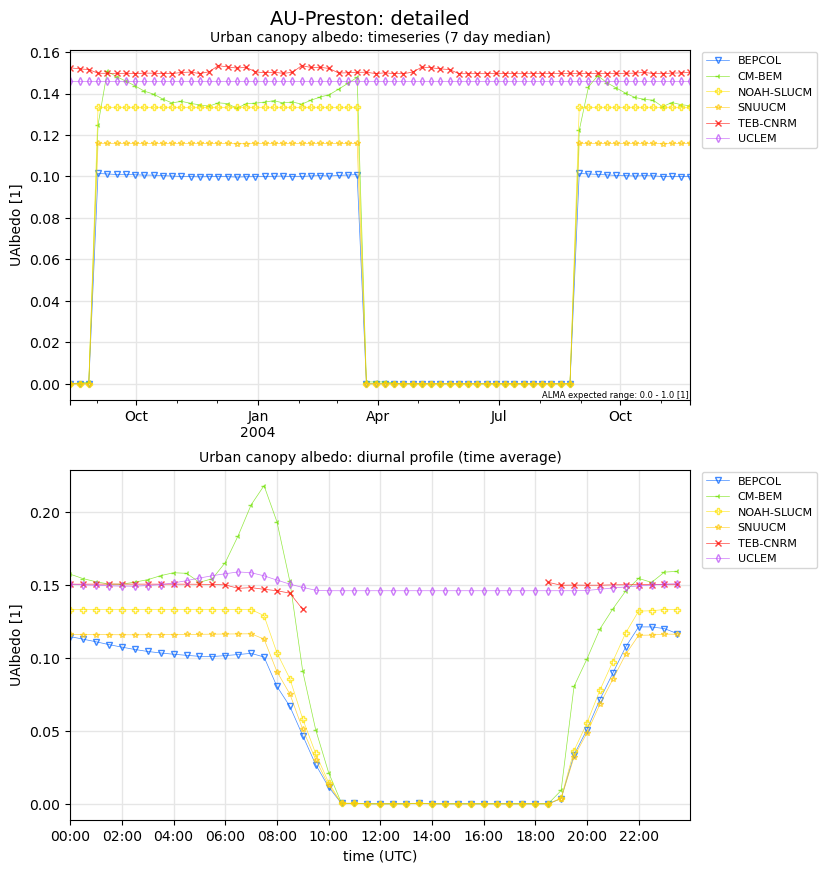 AU-Preston: detailed
Urban canopy albedo: timeseries (7 day median)
UAlbedo [1]
0.16
0.14
0.12
0.10
0.08
0.06
0.04
0.02
0.00
Oct
Jan
2004
Apr
Jul
Oct
ALMA expected range: 0.0 - 1.0 [1]
BEPCOL
CM-BEM
NOAH-SLUCM
SNUUCM
TEB-CNRM
UCLEM
Urban canopy albedo: diurnal profile (time average)
UAlbedo [1]
0.20
0.15
0.10
0.05
0.00
00:00 02:00 04:00 06:00 08:00 10:00 12:00 14:00 16:00 18:00 20:00 22:00
time (UTC)
BEPCOL
CM-BEM
NOAH-SLUCM
SNUUCM
TEB-CNRM
UCLEM